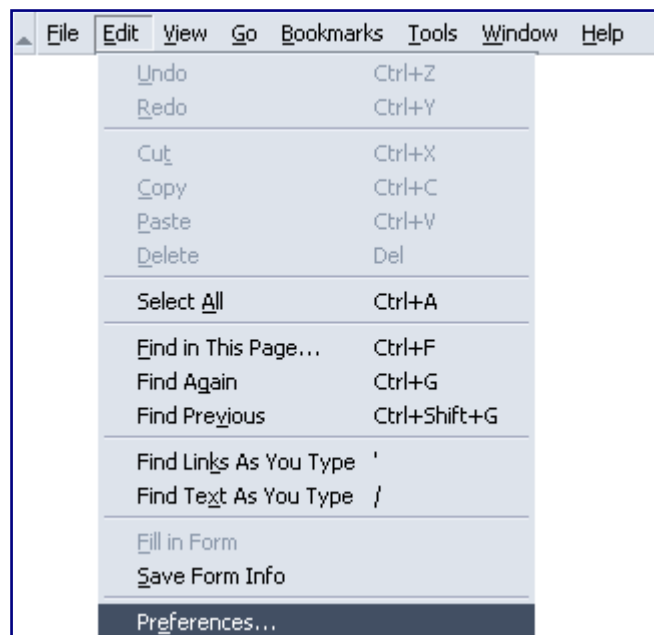 File Edit View Go Bookmarks Tools Window Help
Undo Ctrl+Z
Redo Ctrl+Y
Cut Ctrl+X
Copy Ctrl+C
Paste Ctrl+V
Delete Del
Select All Ctrl+A
Find in This Page... Ctrl+F
Find Again Ctrl+G
Find Previous Ctrl+Shift+G
Find Links As You Type '
Find Text As You Type /
Fill in Form
Save Form Info
Preferences...